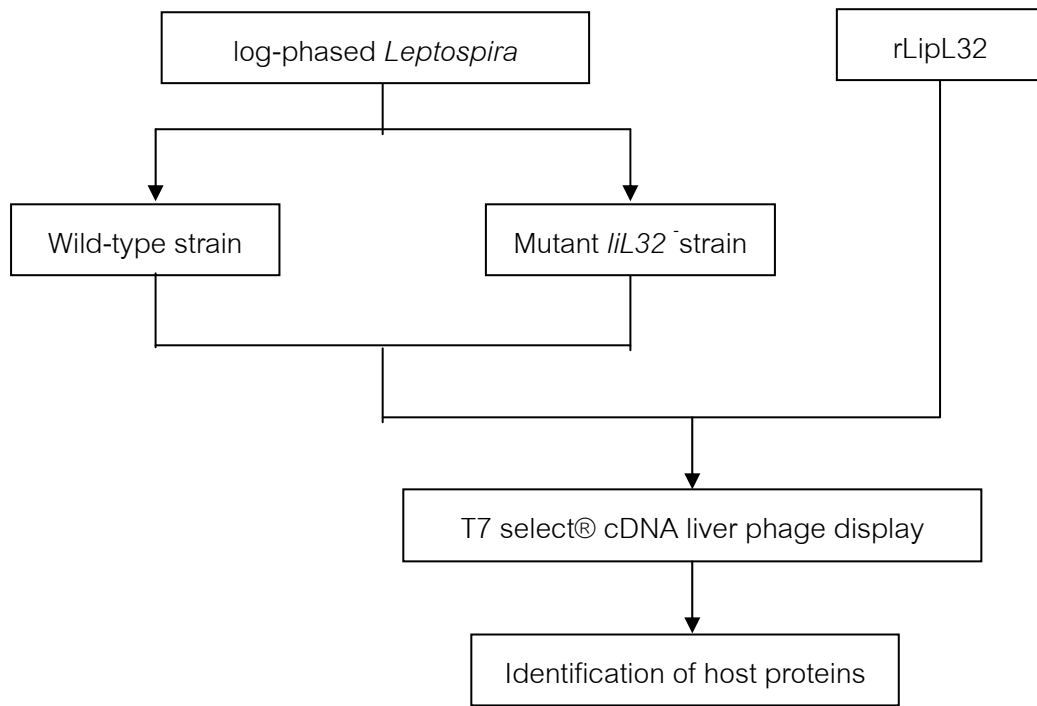 log-phased Leptospira
rLipL32
Wild-type strain
Mutant liL32 ⁻strain
T7 select® cDNA liver phage display
Identification of host proteins